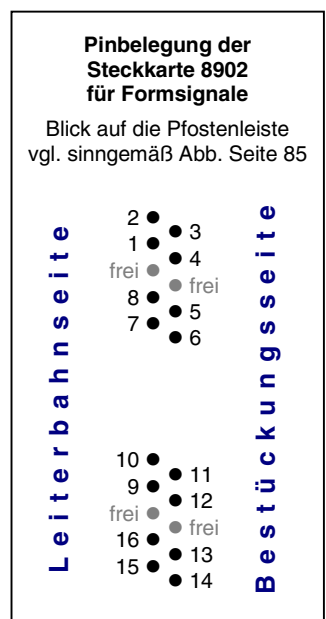 Pinbelegung der
Steckkarte 8902
für Formsignale
Blick auf die Pfostenleiste
vgl. sinngemäß Abb. Seite 85
Leiterbahnseite
2
3
1
4
frei
frei
8
5
7
6
10
11
9
12
frei
frei
16
13
15
14
Bestückungsseite